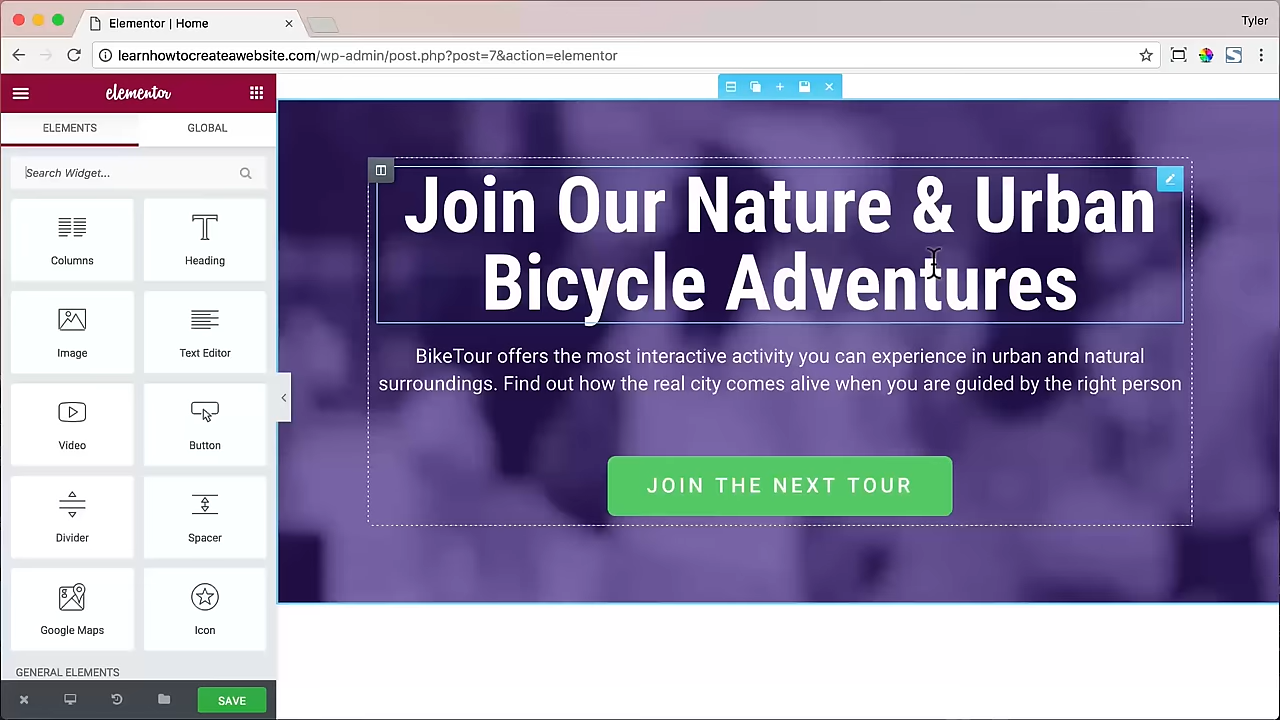 Elementor | Home
Tyler
learnhowtocreateawebsite.com/wp-admin/post.php?post=7&action=elementor
elementor
ELEMENTS
GLOBAL
Search Widget...
Columns
Heading
Image
Text Editor
Video
Button
Divider
Spacer
Google Maps
Icon
GENERAL ELEMENTS
SAVE
Join Our Nature & Urban
Bicycle Adventures
BikeTour offers the most interactive activity you can experience in urban and natural
surroundings. Find out how the real city comes alive when you are guided by the right person
JOIN THE NEXT TOUR